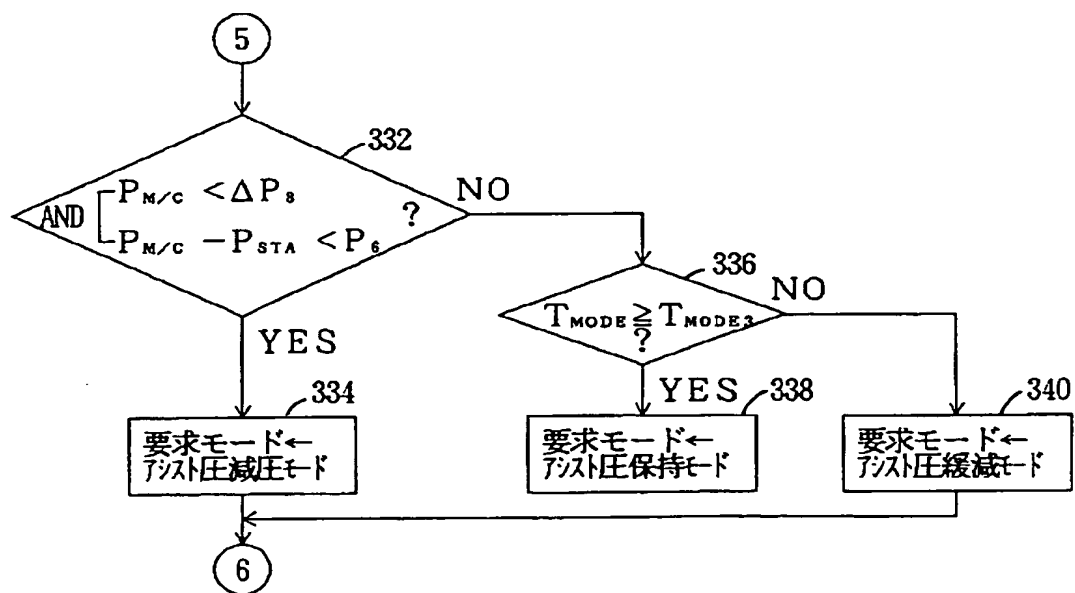 5
332
AND
P_M/C < ΔP_8
P_M/C − P_STA < P_6
?
NO
YES
336
T_MODE ≧ T_MODE3
?
NO
YES
334
要求モード←
アシスト圧減圧モード
338
要求モード←
アシスト圧保持モード
340
要求モード←
アシスト圧緩減モード
6